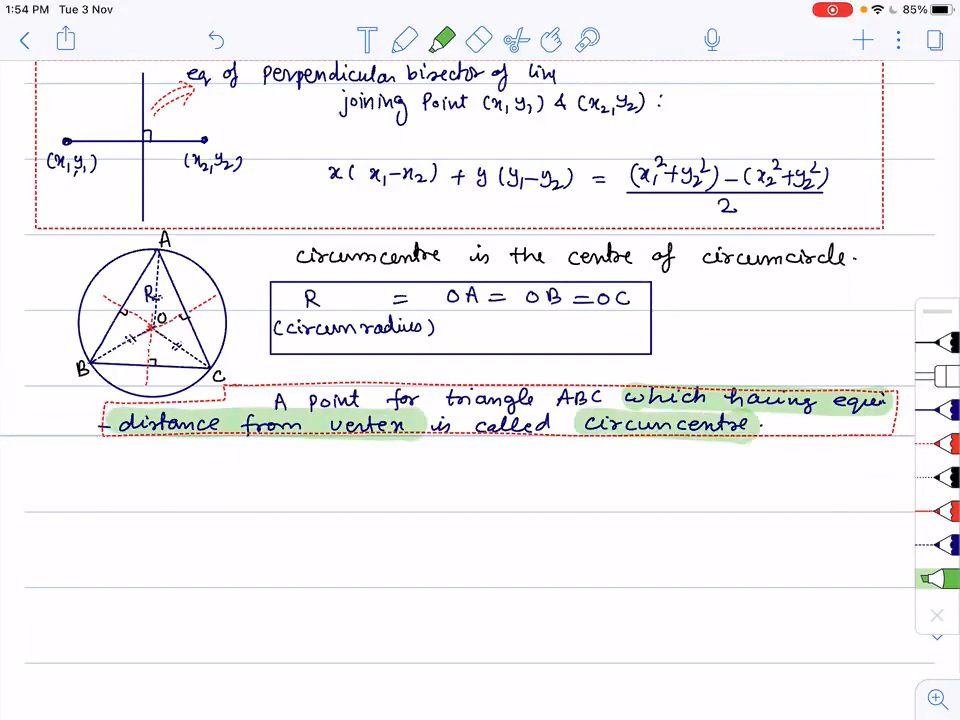 1:54 PM Tue 3 Nov
85%
eq of perpendicular bisector of line
joining Point (x₁,y₁) & (x₂,y₂) :
(x₁,y₁)
(x₂,y₂)
x( x₁-x₂) + y (y₁-y₂) = (x₁²+y₂²)-(x₂²+y₂²)
2
A
circumcentre is the centre of circumcircle.
R
O
B
C
R = OA = OB = OC
(circumradius)
A point for triangle ABC which having equi
- distance from vertex is called circumcentre.